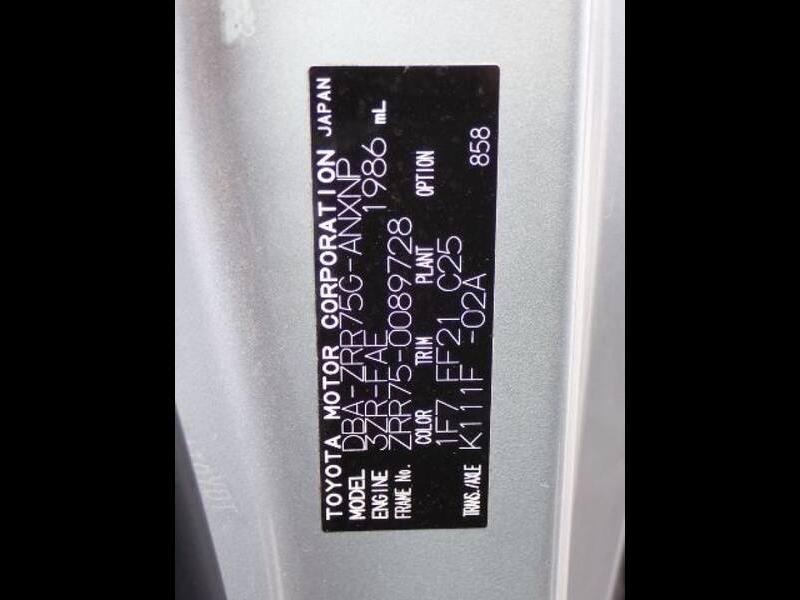 TOYOTA MOTOR CORPORATION JAPAN
MODEL DBA-ZRR75G-ANXNP
ENGINE 3ZR-FAE 1986 mL
FRAME No. ZRR75-0089728
COLOR TRIM PLANT OPTION
1F7 EF21 C25
TRANS./AXLE K111F -02A 858